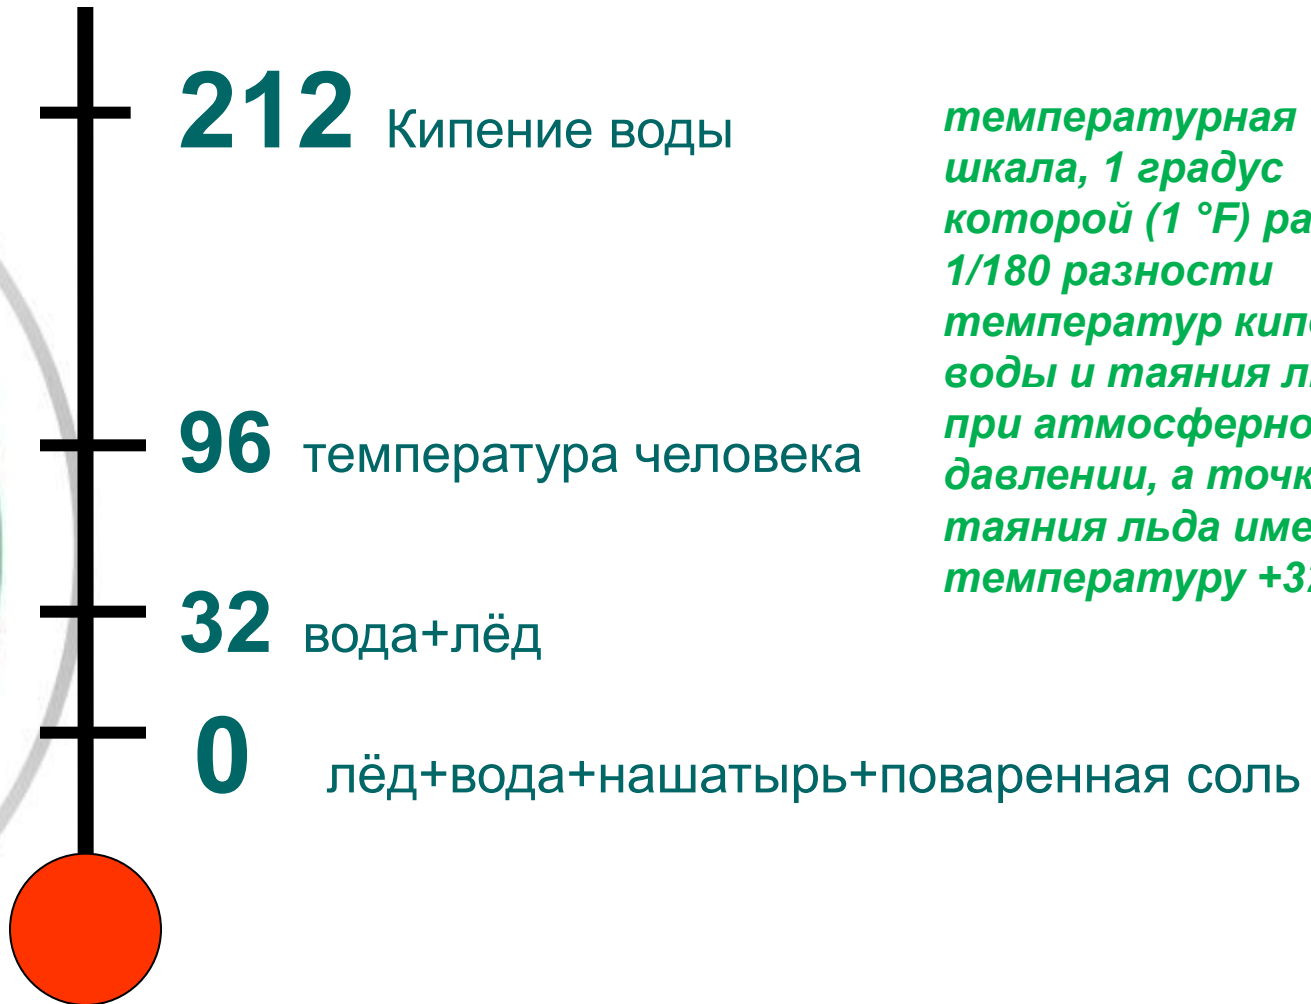 212 Кипение воды
96 температура человека
32 вода+лёд
0 лёд+вода+нашатырь+поваренная соль
температурная
шкала, 1 градус
которой (1 °F)
1/180 разности
температур
воды и таяния
при
давлении, а
таяния льда
температуру